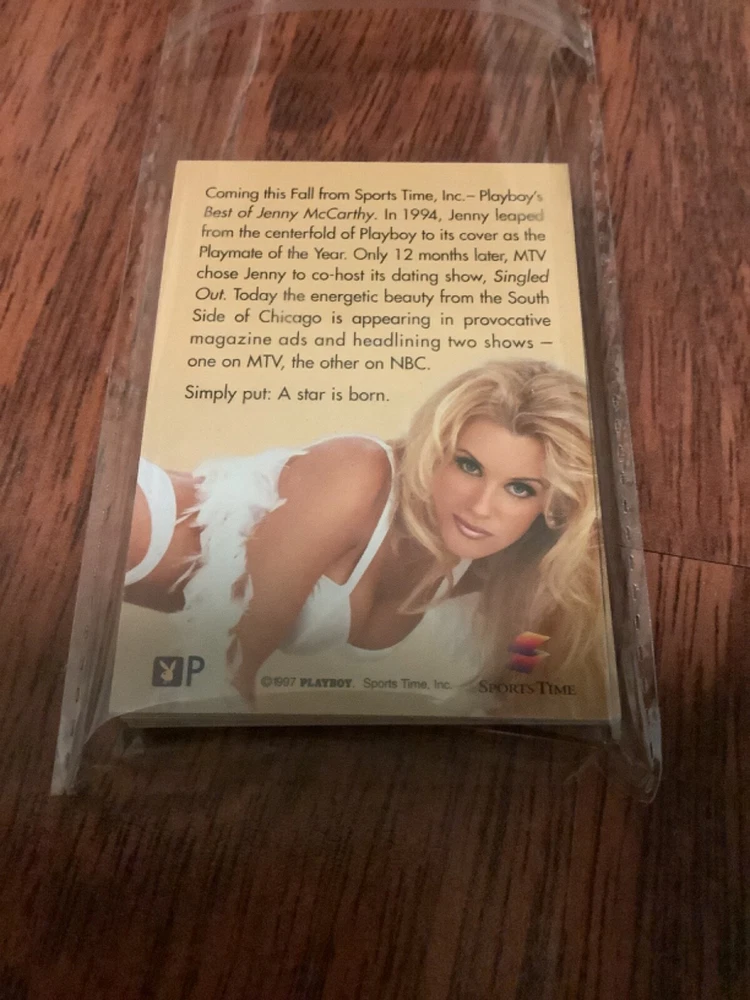 Coming this Fall from Sports Time, Inc.– Playboy's
Best of Jenny McCarthy. In 1994, Jenny leaped
from the centerfold of Playboy to its cover as the
Playmate of the Year. Only 12 months later, MTV
chose Jenny to co-host its dating show, Singled
Out. Today the energetic beauty from the South
Side of Chicago is appearing in provocative
magazine ads and headlining two shows –
one on MTV, the other on NBC.
Simply put: A star is born.
P
©1997 PLAYBOY. Sports Time, Inc.
SPORTS TIME